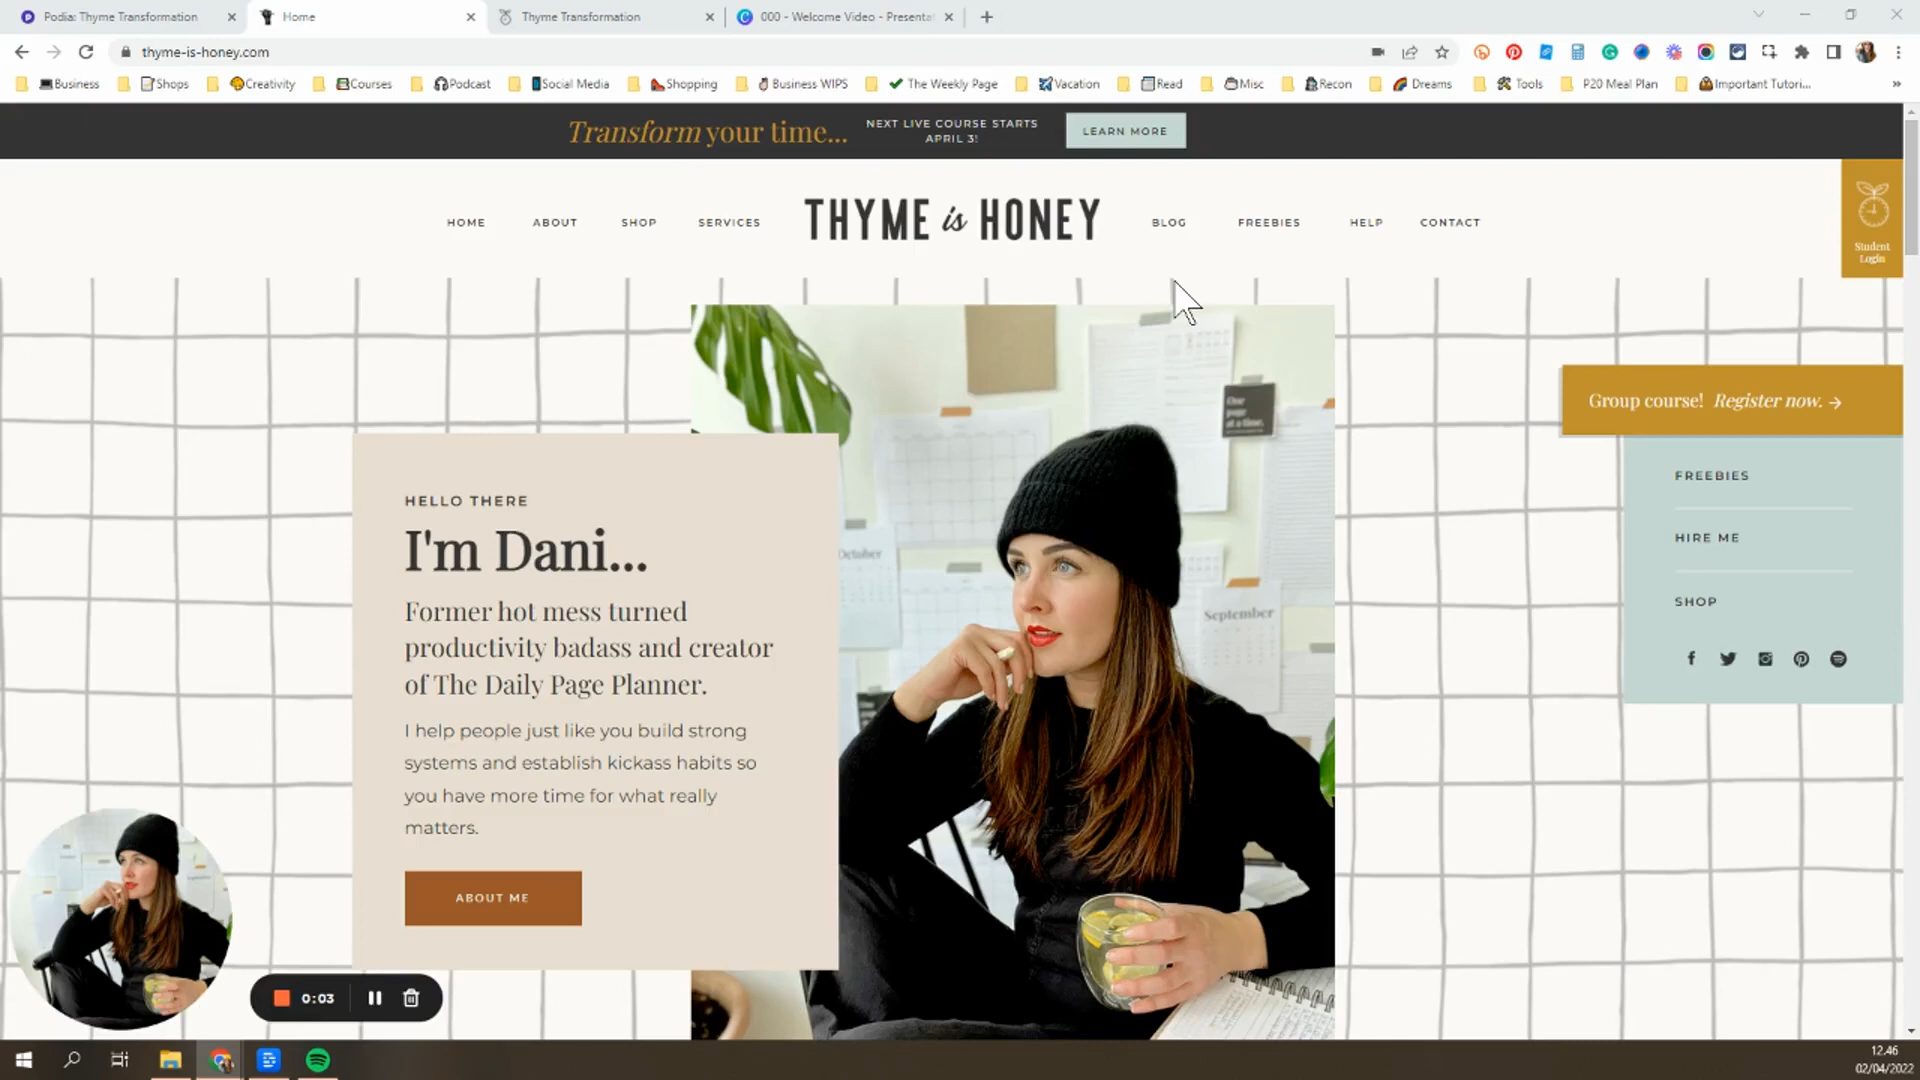 Podia: Thyme Transformation
Home
Thyme Transformation
000 - Welcome Video - Presenta
thyme-is-honey.com
Business
Shops
Creativity
Courses
Podcast
Social Media
Shopping
Business WIPS
The Weekly Page
Vacation
Read
Misc
Recon
Dreams
Tools
P20 Meal Plan
Important Tutori...
Transform your time...
NEXT LIVE COURSE STARTS
APRIL 3!
LEARN MORE
HOME
ABOUT
SHOP
SERVICES
THYME is HONEY
BLOG
FREEBIES
HELP
CONTACT
Student
Login
One
page
at a time.
Group course! Register now. →
FREEBIES
HIRE ME
SHOP
HELLO THERE
I'm Dani...
Former hot mess turned
productivity badass and creator
of The Daily Page Planner.
I help people just like you build strong
systems and establish kickass habits so
you have more time for what really
matters.
ABOUT ME
October
September
0:03
12.46
02/04/2022